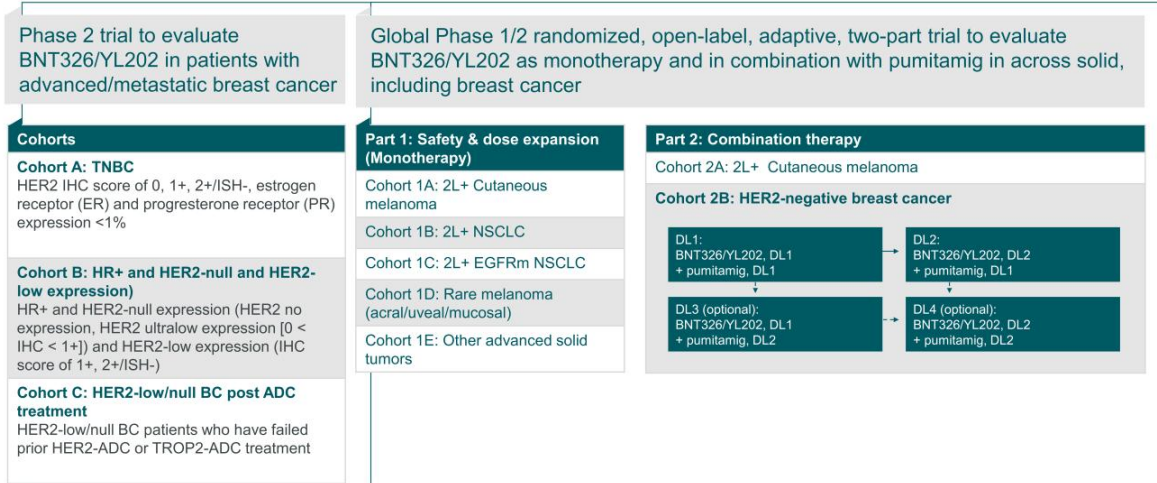 Phase 2 trial to evaluate
BNT326/YL202 in patients with
advanced/metastatic breast cancer
Global Phase 1/2 randomized, open-label, adaptive, two-part trial to evaluate
BNT326/YL202 as monotherapy and in combination with pumitamig in across solid,
including breast cancer
Cohorts
Cohort A: TNBC
HER2 IHC score of 0, 1+, 2+/ISH-, estrogen
receptor (ER) and progresterone receptor (PR)
expression <1%
Cohort B: HR+ and HER2-null and HER2-
low expression)
HR+ and HER2-null expression (HER2 no
expression, HER2 ultralow expression [0 <
IHC < 1+]) and HER2-low expression (IHC
score of 1+, 2+/ISH-)
Cohort C: HER2-low/null BC post ADC
treatment
HER2-low/null BC patients who have failed
prior HER2-ADC or TROP2-ADC treatment
Part 1: Safety & dose expansion
(Monotherapy)
Cohort 1A: 2L+ Cutaneous
melanoma
Cohort 1B: 2L+ NSCLC
Cohort 1C: 2L+ EGFRm NSCLC
Cohort 1D: Rare melanoma
(acral/uveal/mucosal)
Cohort 1E: Other advanced solid
tumors
Part 2: Combination therapy
Cohort 2A: 2L+ Cutaneous melanoma
Cohort 2B: HER2-negative breast cancer
DL1:
BNT326/YL202, DL1
+ pumitamig, DL1
DL2:
BNT326/YL202, DL2
+ pumitamig, DL1
DL3 (optional):
BNT326/YL202, DL1
+ pumitamig, DL2
DL4 (optional):
BNT326/YL202, DL2
+ pumitamig, DL2